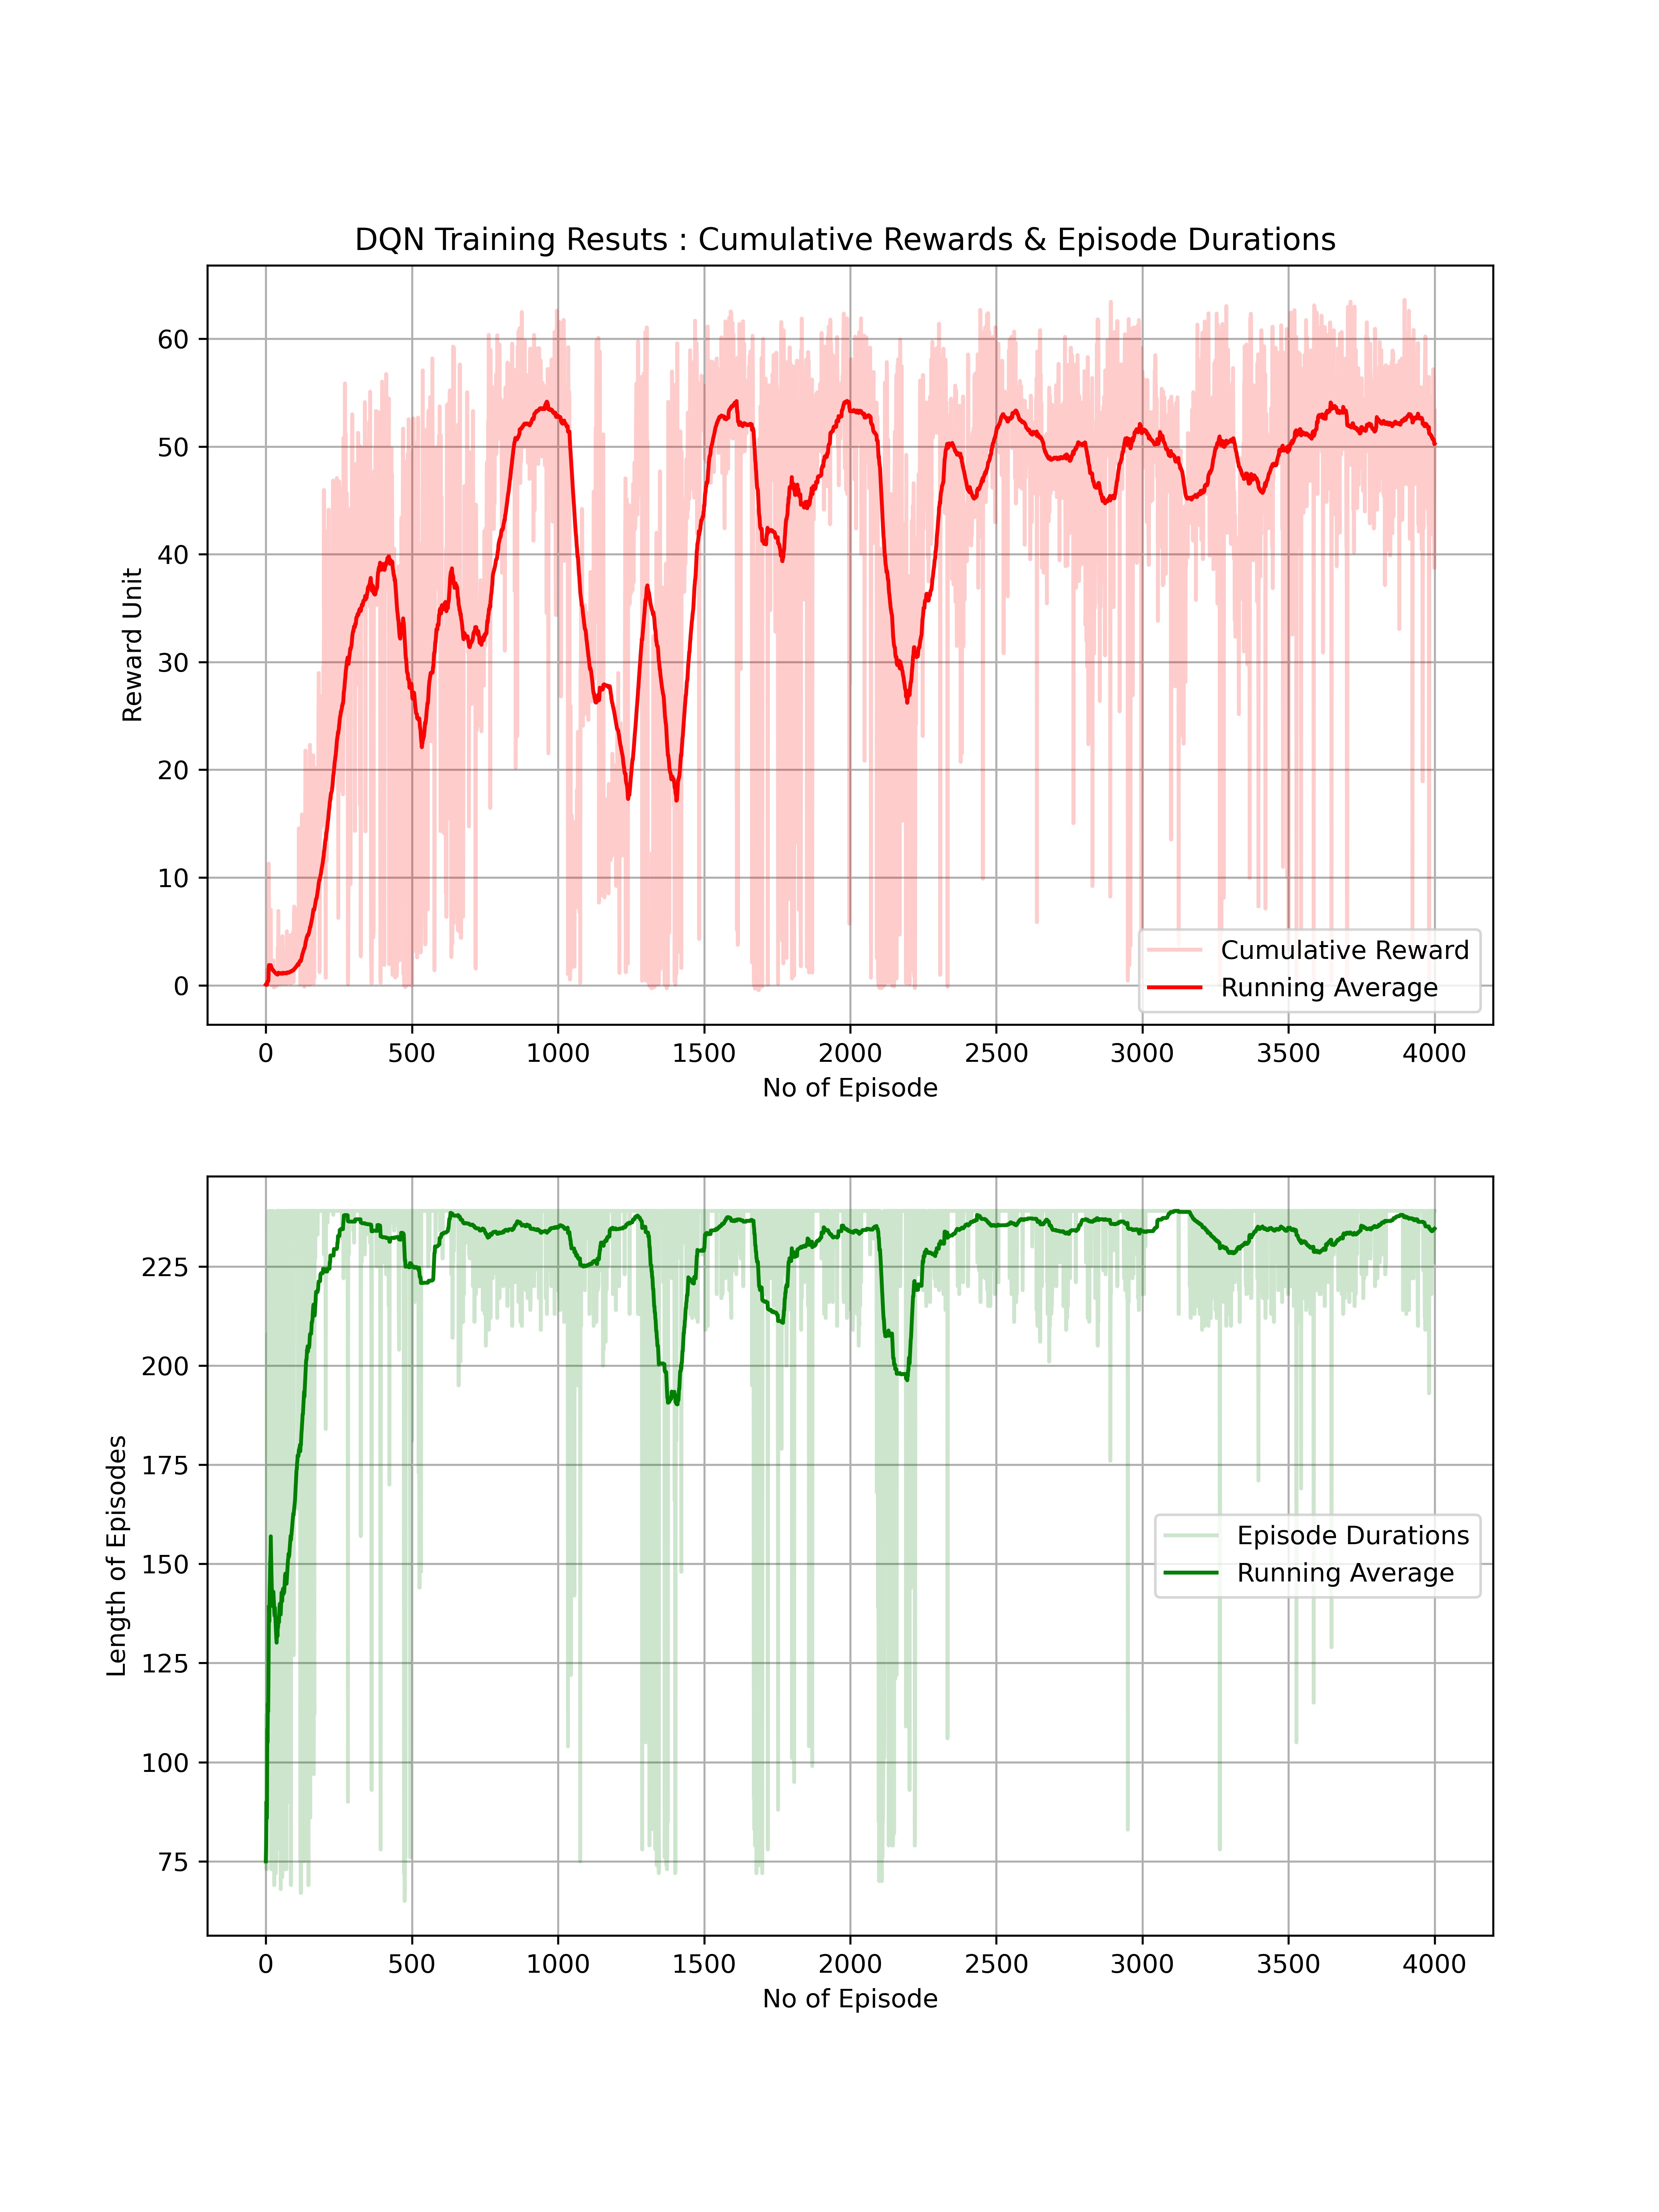 DQN Training Resuts : Cumulative Rewards & Episode Durations
60
50
40
30
20
10
0
Reward Unit
Cumulative Reward
Running Average
0 500 1000 1500 2000 2500 3000 3500 4000
No of Episode
225
200
175
150
125
100
75
Length of Episodes
Episode Durations
Running Average
0 500 1000 1500 2000 2500 3000 3500 4000
No of Episode